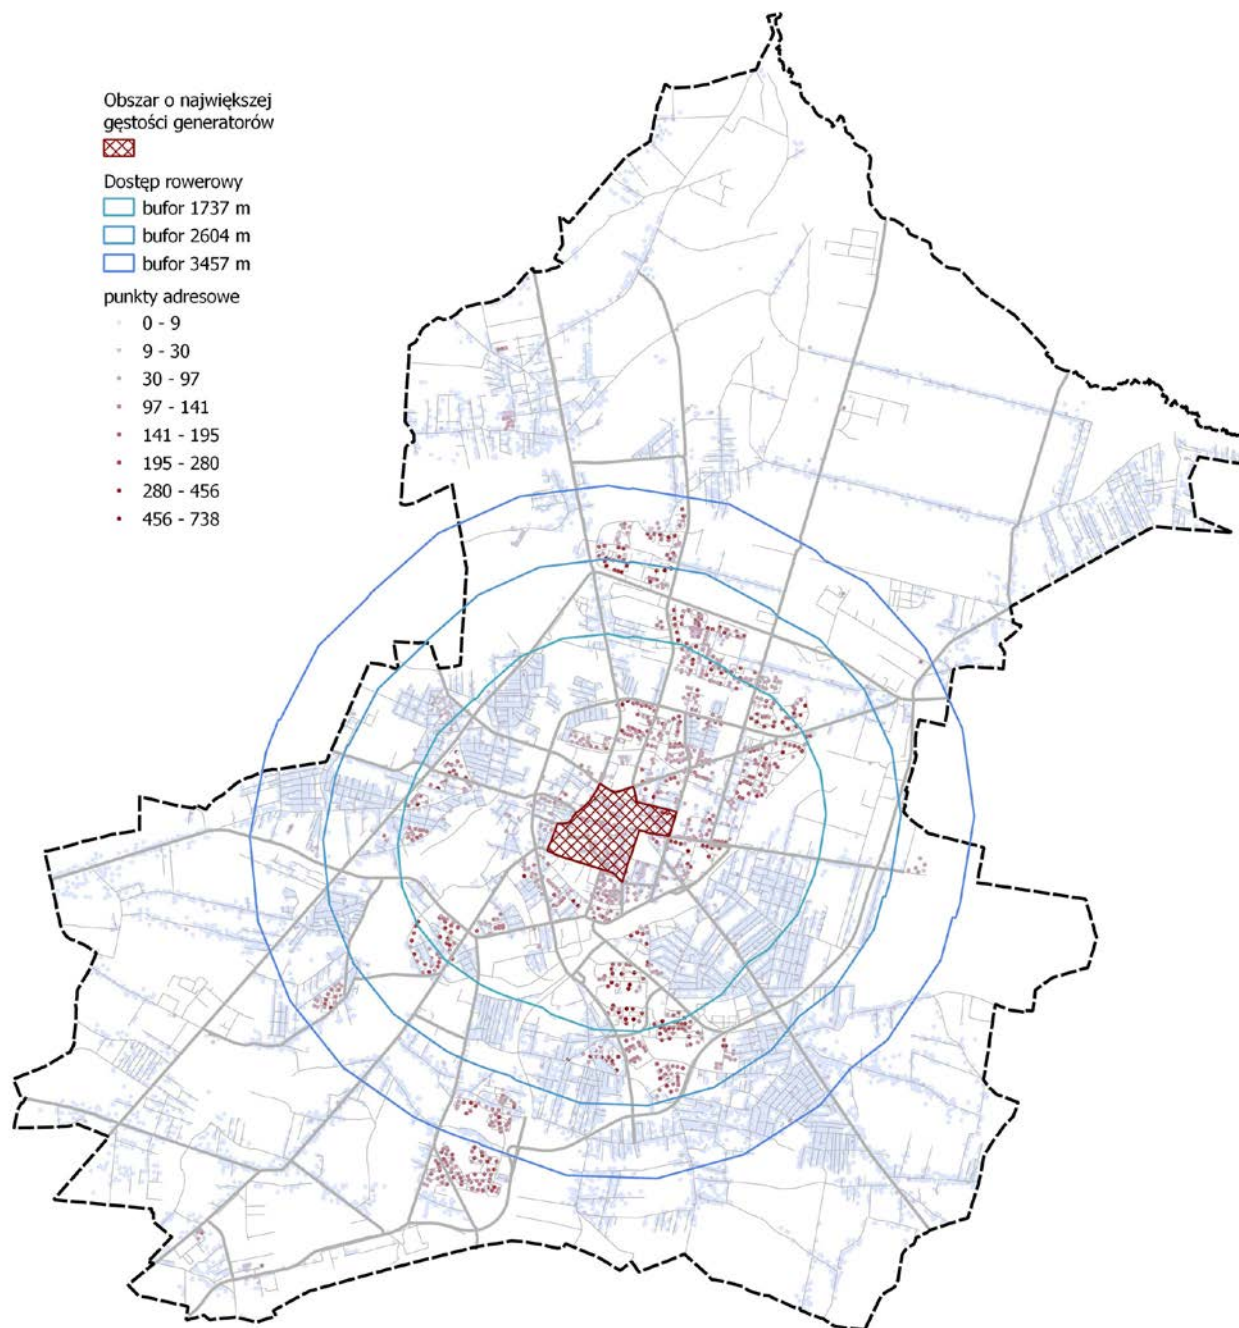 Obszar o największej
gęstości generatorów
Dostęp rowerowy
bufor 1737 m
bufor 2604 m
bufor 3457 m
punkty adresowe
0 - 9
9 - 30
30 - 97
97 - 141
141 - 195
195 - 280
280 - 456
456 - 738